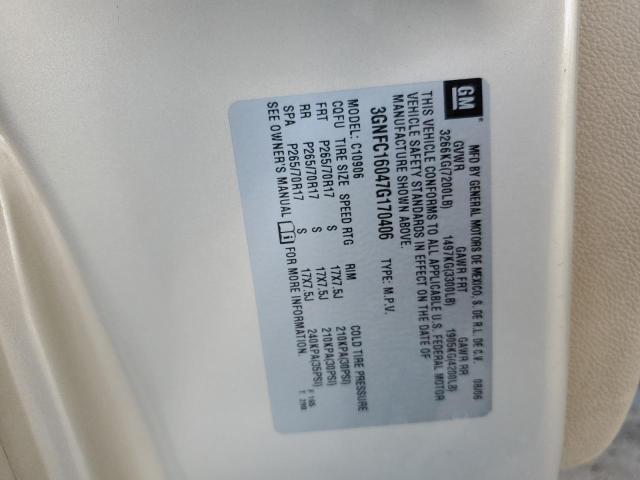 GM
MFD BY GENERAL MOTORS DE MEXICO, S. DE R.L. DE C.V. 08/06
GVWR GAWR FRT GAWR RR
3266KG(7200LB) 1497KG(3300LB) 1905KG(4200LB)
THIS VEHICLE CONFORMS TO ALL APPLICABLE U.S. FEDERAL MOTOR
VEHICLE SAFETY STANDARDS IN EFFECT ON THE DATE OF
MANUFACTURE SHOWN ABOVE.
3GNFC16047G170406 TYPE: M.P.V.
MODEL: C10906
CQFU TIRE SIZE SPEED RTG RIM COLD TIRE PRESSURE
FRT P265/70R17 S 17X7.5J 210KPA(30PSI)
RR P265/70R17 S 17X7.5J 210KPA(30PSI)
SPA P265/70R17 S 17X7.5J 240KPA(35PSI)
SEE OWNER'S MANUAL i FOR MORE INFORMATION.